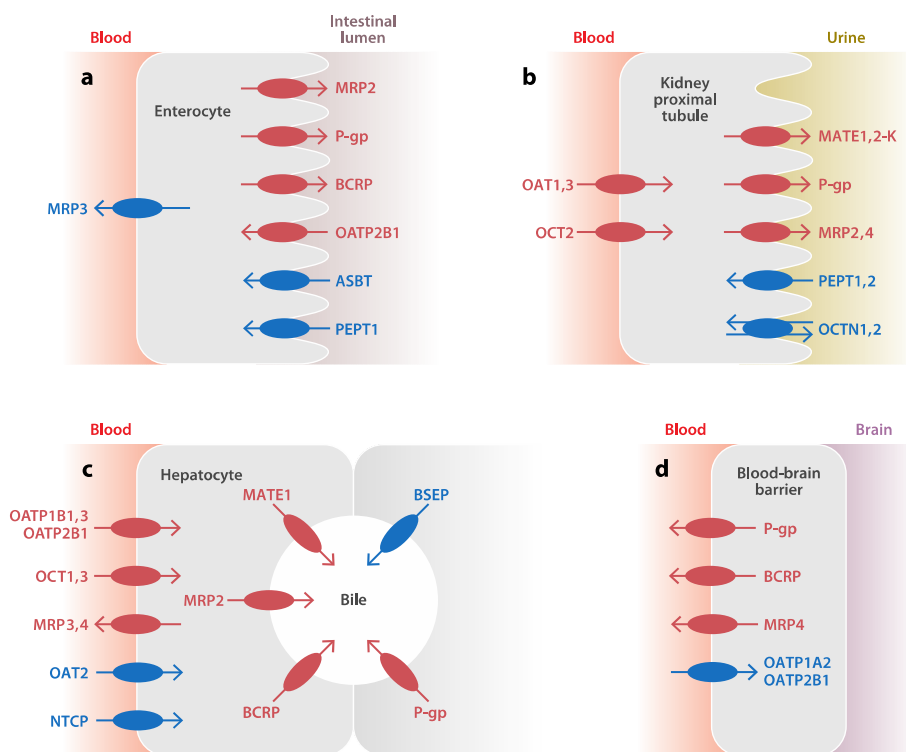 Blood
Intestinal
lumen
a
Enterocyte
MRP2
P-gp
BCRP
MRP3
OATP2B1
ASBT
PEPT1
Blood
Urine
b
Kidney
proximal
tubule
MATE1,2-K
OAT1,3
P-gp
OCT2
MRP2,4
PEPT1,2
OCTN1,2
Blood
c
Hepatocyte
MATE1
BSEP
OATP1B1,3
OATP2B1
OCT1,3
MRP2
Bile
MRP3,4
OAT2
NTCP
BCRP
P-gp
Blood
Brain
d
Blood-brain
barrier
P-gp
BCRP
MRP4
OATP1A2
OATP2B1